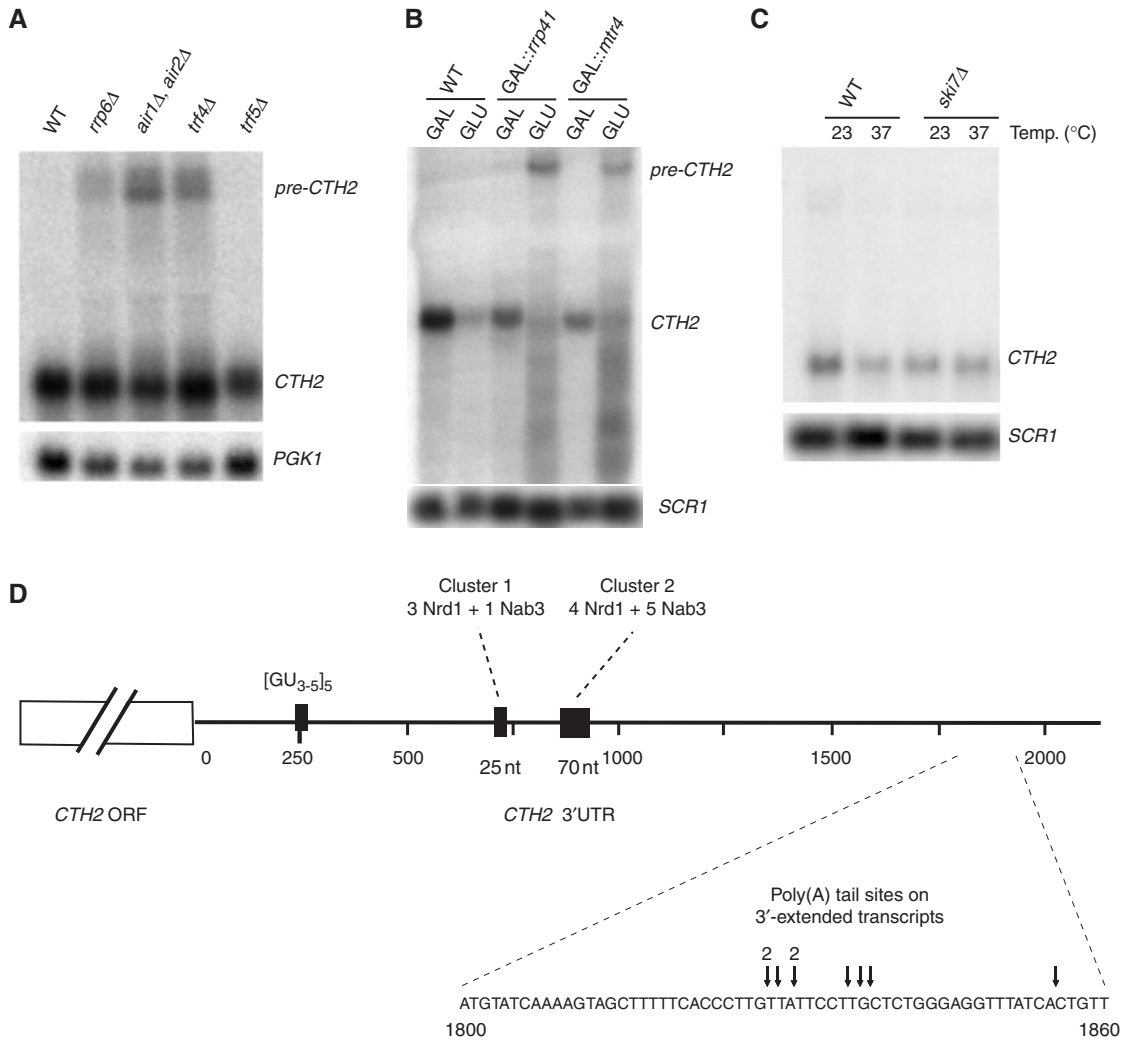 A
WT
rrp6Δ
air1Δ, air2Δ
trf4Δ
trf5Δ
pre-CTH2
CTH2
PGK1
B
WT
GAL::rrp41
GAL::mtr4
GAL GLU GAL GLU GAL GLU
pre-CTH2
CTH2
SCR1
C
WT
ski7Δ
23 37 23 37 Temp. (°C)
CTH2
SCR1
D
Cluster 1
3 Nrd1 + 1 Nab3
Cluster 2
4 Nrd1 + 5 Nab3
[GU3-5]5
0 250 500 25 nt 70 nt 1000 1500 2000
CTH2 ORF
CTH2 3′UTR
Poly(A) tail sites on
3′-extended transcripts
2 2
ATGTATCAAAAGTAGCTTTTTCACCCTTGTTATTCCTTGCTCTGGGAGGTTTATCACTGTT
1800 1860